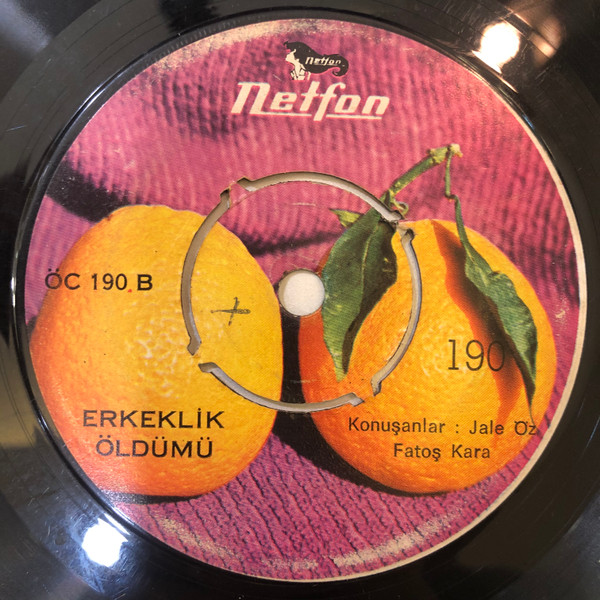 Netfon
Netfon
ÖC 190 B
190
ERKEKLİK
ÖLDÜMÜ
Konuşanlar : Jale Öz
Fatoş Kara